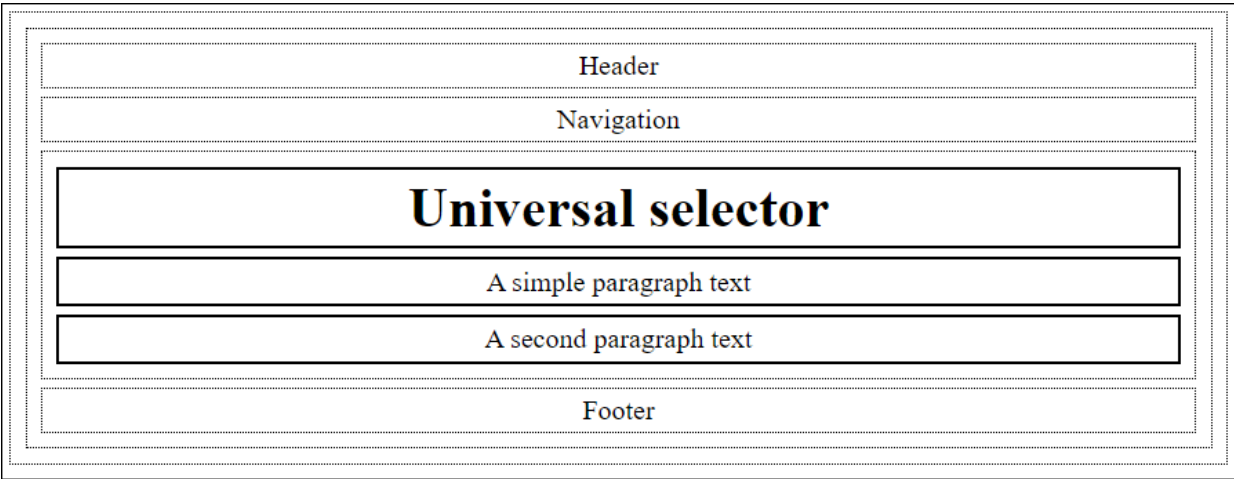 Header
Navigation
Universal selector
A simple paragraph text
A second paragraph text
Footer